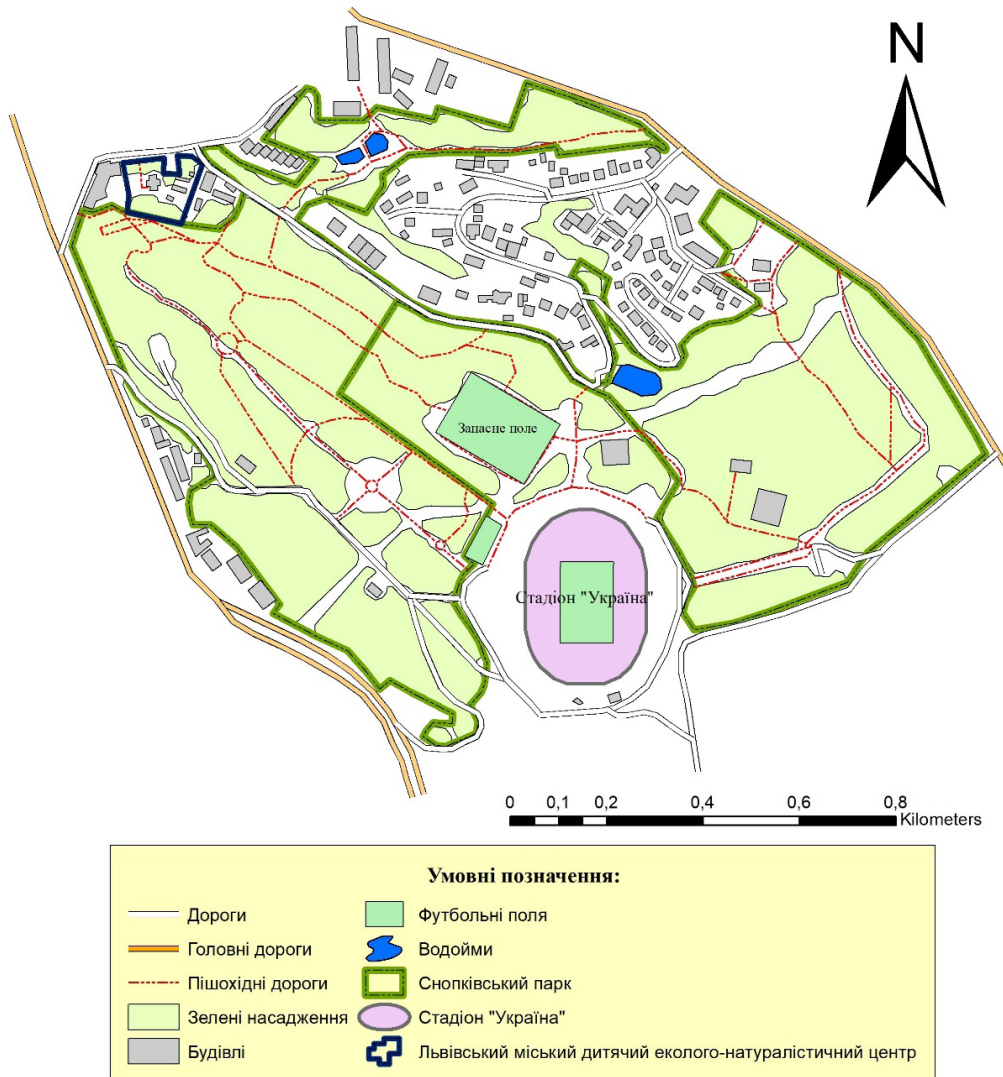 N
Запасне поле
Стадіон "Україна"
0 0,1 0,2 0,4 0,6 0,8
Kilometers
Умовні позначення:
Дороги
Головні дороги
Пішохідні дороги
Зелені насадження
Будівлі
Футбольні поля
Водойми
Снопківський парк
Стадіон "Україна"
Львівський міський дитячий еколого-натуралістичний центр